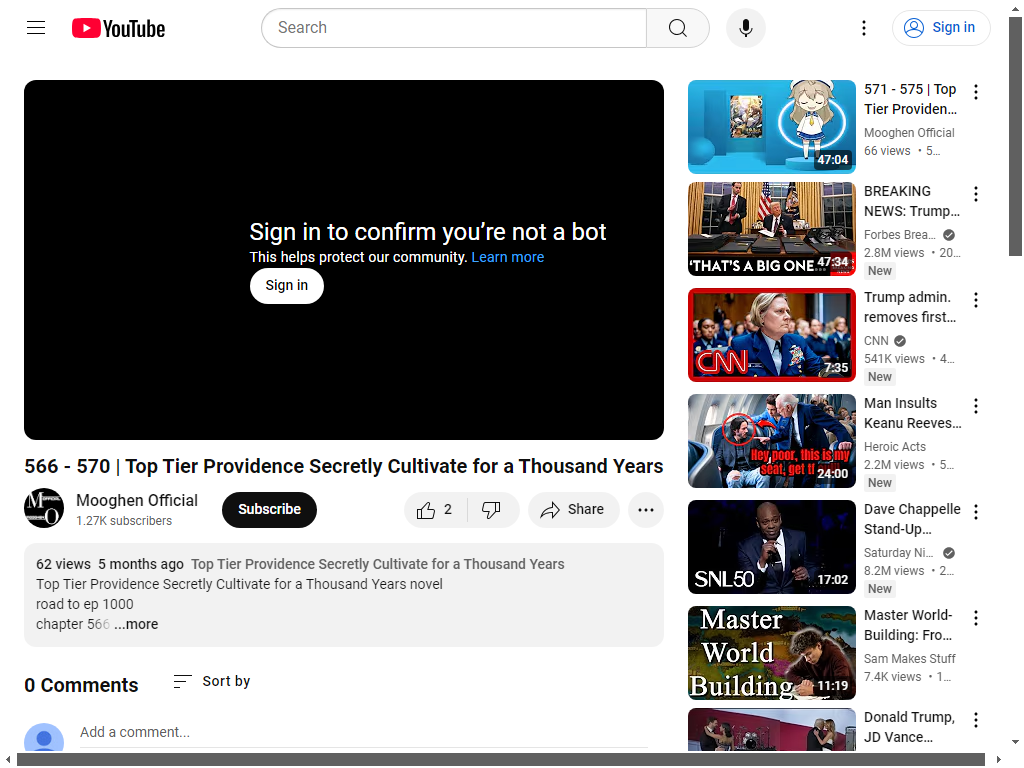 YouTube
Search
Sign in
Sign in to confirm you’re not a bot
This helps protect our community. Learn more
Sign in
566 - 570 | Top Tier Providence Secretly Cultivate for a Thousand Years
Mooghen Official
1.27K subscribers
Subscribe
2
Share
62 views 5 months ago Top Tier Providence Secretly Cultivate for a Thousand Years
Top Tier Providence Secretly Cultivate for a Thousand Years novel
road to ep 1000
chapter 566 ...more
0 Comments
Sort by
Add a comment...
47:04
571 - 575 | Top
Tier Providen...
Mooghen Official
66 views • 5...
'THAT'S A BIG ONE...
47:34
BREAKING
NEWS: Trump...
Forbes Brea...
2.8M views • 20...
New
CNN
7:35
Trump admin.
removes first...
CNN
541K views • 4...
New
Hey poor, this is my
seat, get
24:00
Man Insults
Keanu Reeves...
Heroic Acts
2.2M views • 5...
New
SNL50
17:02
Dave Chappelle
Stand-Up...
Saturday Ni...
8.2M views • 2...
New
Master
World
Building
11:19
Master World-
Building: Fro...
Sam Makes Stuff
7.4K views • 1...
Donald Trump,
JD Vance...